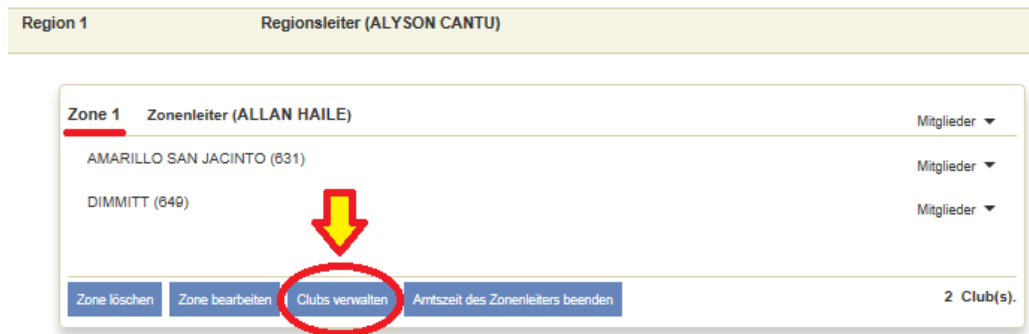 Region 1 Regionsleiter (ALYSON CANTU)
Zone 1 Zonenleiter (ALLAN HAILE) Mitglieder
AMARILLO SAN JACINTO (631) Mitglieder
DIMMITT (649) Mitglieder
Zone löschen Zone bearbeiten Clubs verwalten Amtszeit des Zonenleiters beenden 2 Club(s).